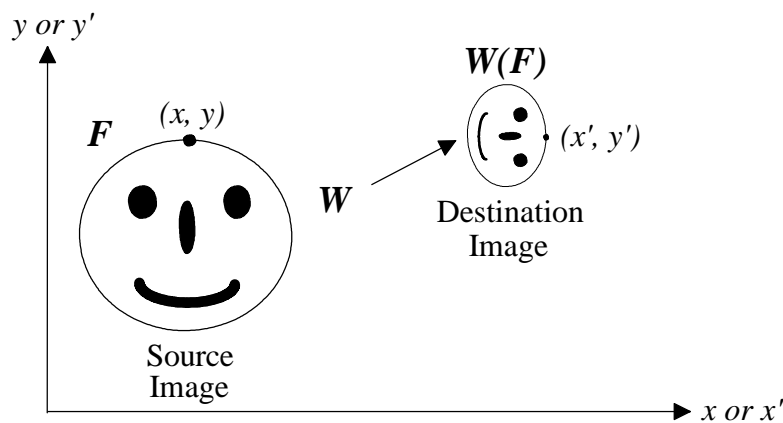 y or y′
W(F)
(x, y)
F
(x′, y′)
W
Destination
Image
Source
Image
x or x′